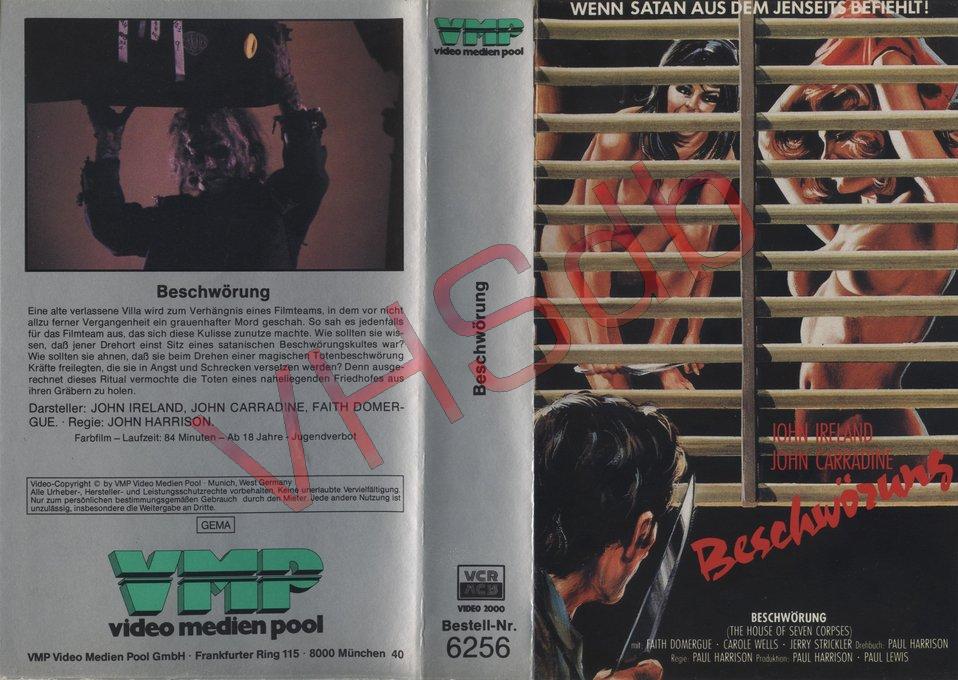 Beschwörung
Eine alte verlassene Villa wird zum Verhängnis eines Filmteams, in dem vor nicht
allzu ferner Vergangenheit ein grauenhafter Mord geschah. So sah es jedenfalls
für das Filmteam aus, das sich diese Kulisse zunutze machte. Wie sollten sie wis-
sen, daß jener Drehort einst Sitz eines satanischen Beschwörungskultes war?
Wie sollten sie ahnen, daß sie beim Drehen einer magischen Totenbeschwörung
Kräfte freilegten, die sie in Angst und Schrecken versetzen werden? Denn ausge-
rechnet dieses Ritual vermochte die Toten eines naheliegenden Friedhofes aus
ihren Gräbern zu holen.
Darsteller: JOHN IRELAND, JOHN CARRADINE, FAITH DOMER-
GUE. · Regie: JOHN HARRISON.
Farbfilm – Laufzeit: 84 Minuten – Ab 18 Jahre - Jugendverbot
Video-Copyright © by VMP Video Medien Pool · Munich, West Germany
Alle Urheber-, Hersteller- und Leistungsschutzrechte vorbehalten. Keine unerlaubte Vervielfältigung.
Nur zum persönlichen bestimmungsgemäßen Gebrauch durch den Mieter. Jede andere Nutzung ist
unzulässig, insbesondere die Weitergabe an Dritte.
GEMA
VMP
video medien pool
VMP Video Medien Pool GmbH · Frankfurter Ring 115 · 8000 München 40
VMP
video medien pool
Beschwörung
VCR
VIDEO 2000
Bestell-Nr.
6256
WENN SATAN AUS DEM JENSEITS BEFIEHLT!
JOHN IRELAND
JOHN CARRADINE
Beschwörung
BESCHWÖRUNG
(THE HOUSE OF SEVEN CORPSES)
mit: FAITH DOMERGUE · CAROLE WELLS · JERRY STRICKLER Drehbuch: PAUL HARRISON
Regie: PAUL HARRISON Produktion: PAUL HARRISON · PAUL LEWIS
VHSdb